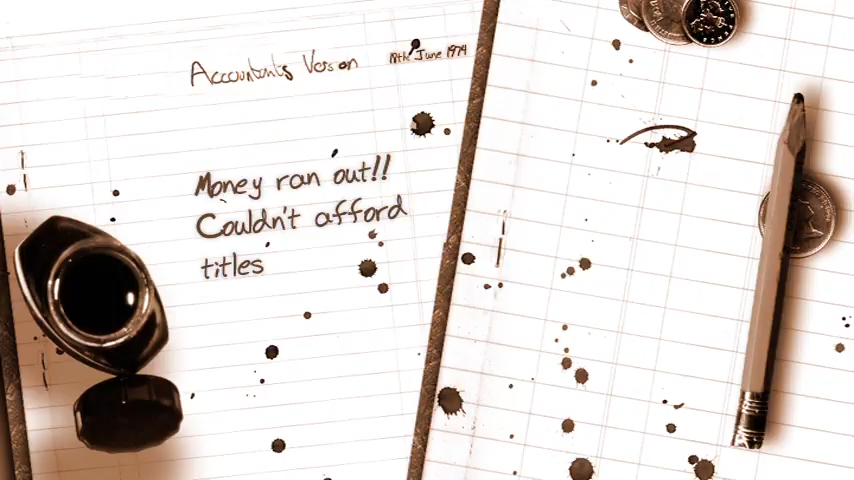 Accountants Version 18th June 1974
Money ran out!!
Couldn't afford
titles